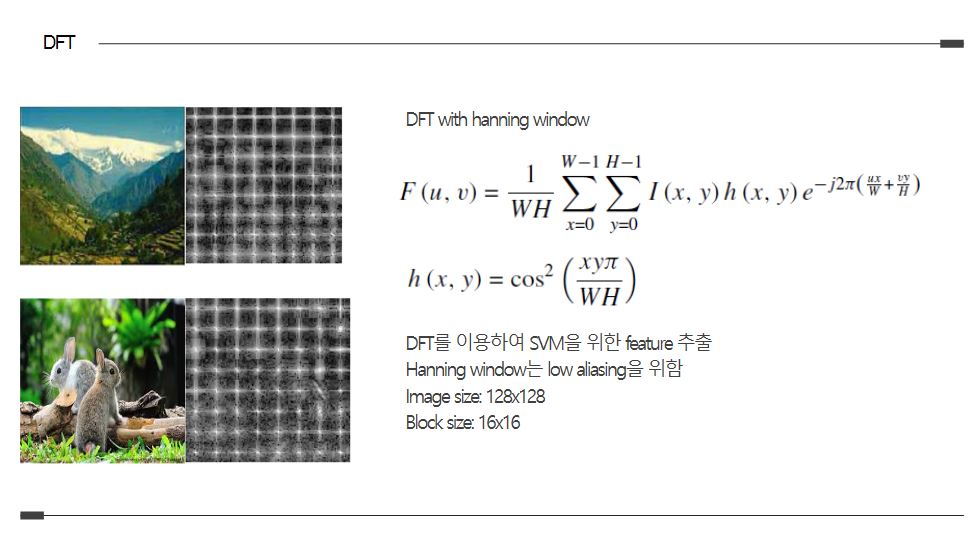 DFT
DFT with hanning window
F (u, v) = \frac{1}{WH} \sum_{x=0}^{W-1} \sum_{y=0}^{H-1} I (x, y) h (x, y) e^{-j2\pi(\frac{ux}{W}+\frac{vy}{H})}
h (x, y) = \cos^2 \left(\frac{xy\pi}{WH}\right)
DFT를 이용하여 SVM을 위한 feature 추출
Hanning window는 low aliasing을 위함
Image size: 128x128
Block size: 16x16